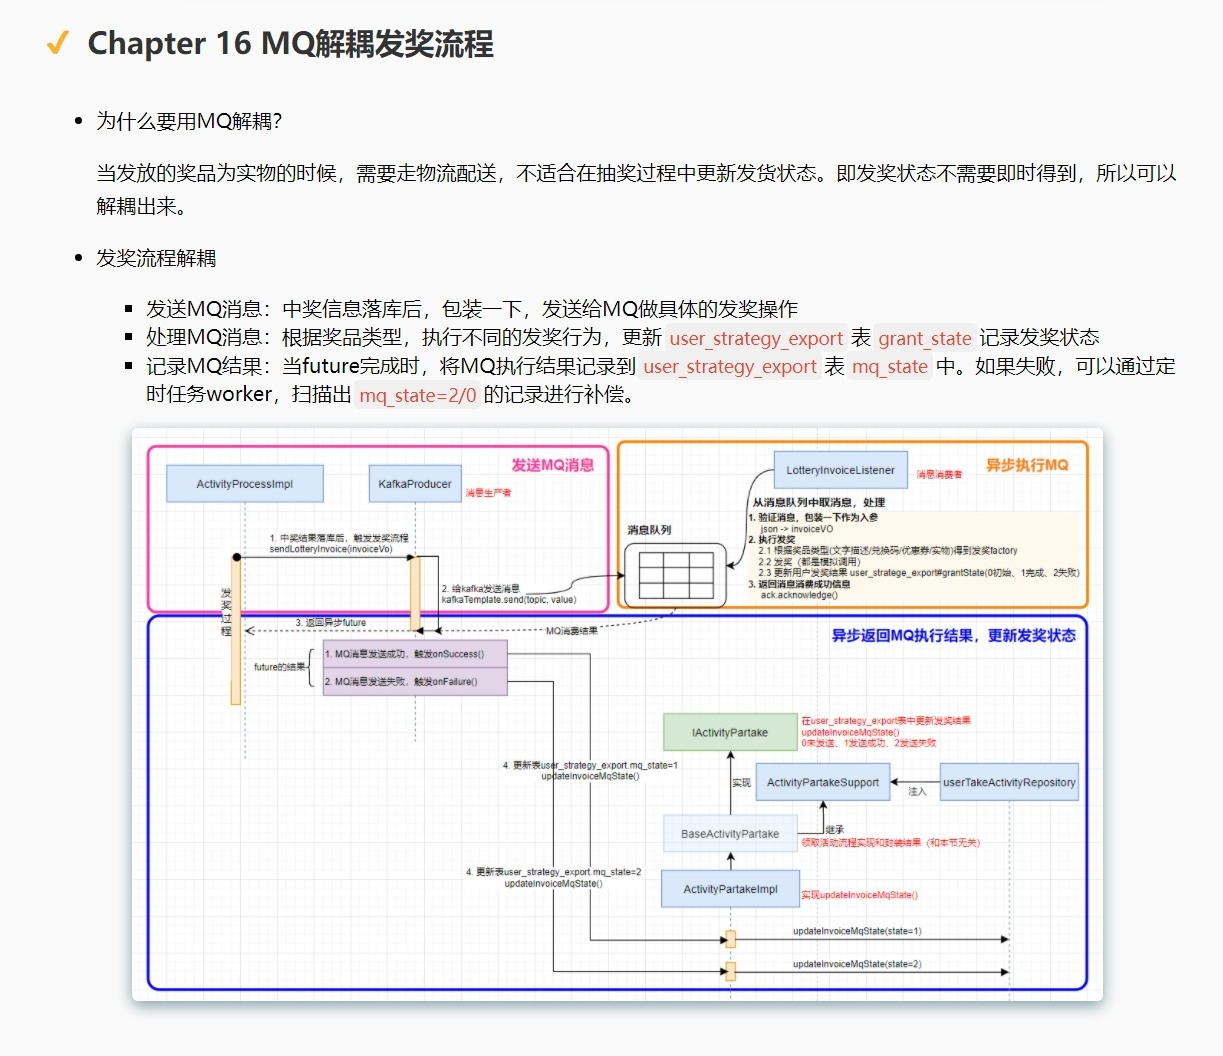 Chapter 16 MQ解耦发奖流程
为什么要用MQ解耦？
当发放的奖品为实物的时候，需要走物流配送，不适合在抽奖过程中更新发货状态。即发奖状态不需要即时得到，所以可以
解耦出来。
发奖流程解耦
发送MQ消息：中奖信息落库后，包装一下，发送给MQ做具体的发奖操作
处理MQ消息：根据奖品类型，执行不同的发奖行为，更新 user_strategy_export 表 grant_state 记录发奖状态
记录MQ结果：当future完成时，将MQ执行结果记录到 user_strategy_export 表 mq_state 中。如果失败，可以通过定
时任务worker，扫描出 mq_state=2/0 的记录进行补偿。
发送MQ消息
ActivityProcessImpl
KafkaProducer
消息生产者
1. 中奖结果落库后，触发发奖流程
sendLotteryInvoice(invoiceVo)
2. 给kafka发送消息
kafkaTemplate.send(topic, value)
发奖过程
消息队列
异步执行MQ
LotteryInvoiceListener
消息消费者
从消息队列中取消息，处理
1. 验证消息，包装一下作为入参
json -> invoiceVO
2. 执行发奖
2.1 根据奖品类型(文字描述/兑换码/优惠券/实物)得到发奖factory
2.2 发奖（都是模拟调用）
2.3 更新用户发奖结果 user_stratege_export#grantState(0初始、1完成、2失败)
3. 返回消息消费成功信息
ack.acknowledge()
3. 返回异步future
MQ消费结果
异步返回MQ执行结果，更新发奖状态
future的结果
1. MQ消息发送成功，触发onSuccess()
2. MQ消息发送失败，触发onFailure()
IActivityPartake
在user_strategy_export表中更新发奖结果
updateInvoiceMqState()
0未发送、1发送成功、2发送失败
4. 更新表user_strategy_export.mq_state=1
updateInvoiceMqState()
实现
ActivityPartakeSupport
注入
userTakeActivityRepository
BaseActivityPartake
继承
领取活动流程实现和封装结果（和本节无关）
4. 更新表user_strategy_export.mq_state=2
updateInvoiceMqState()
ActivityPartakeImpl
实现updateInvoiceMqState()
updateInvoiceMqState(state=1)
updateInvoiceMqState(state=2)